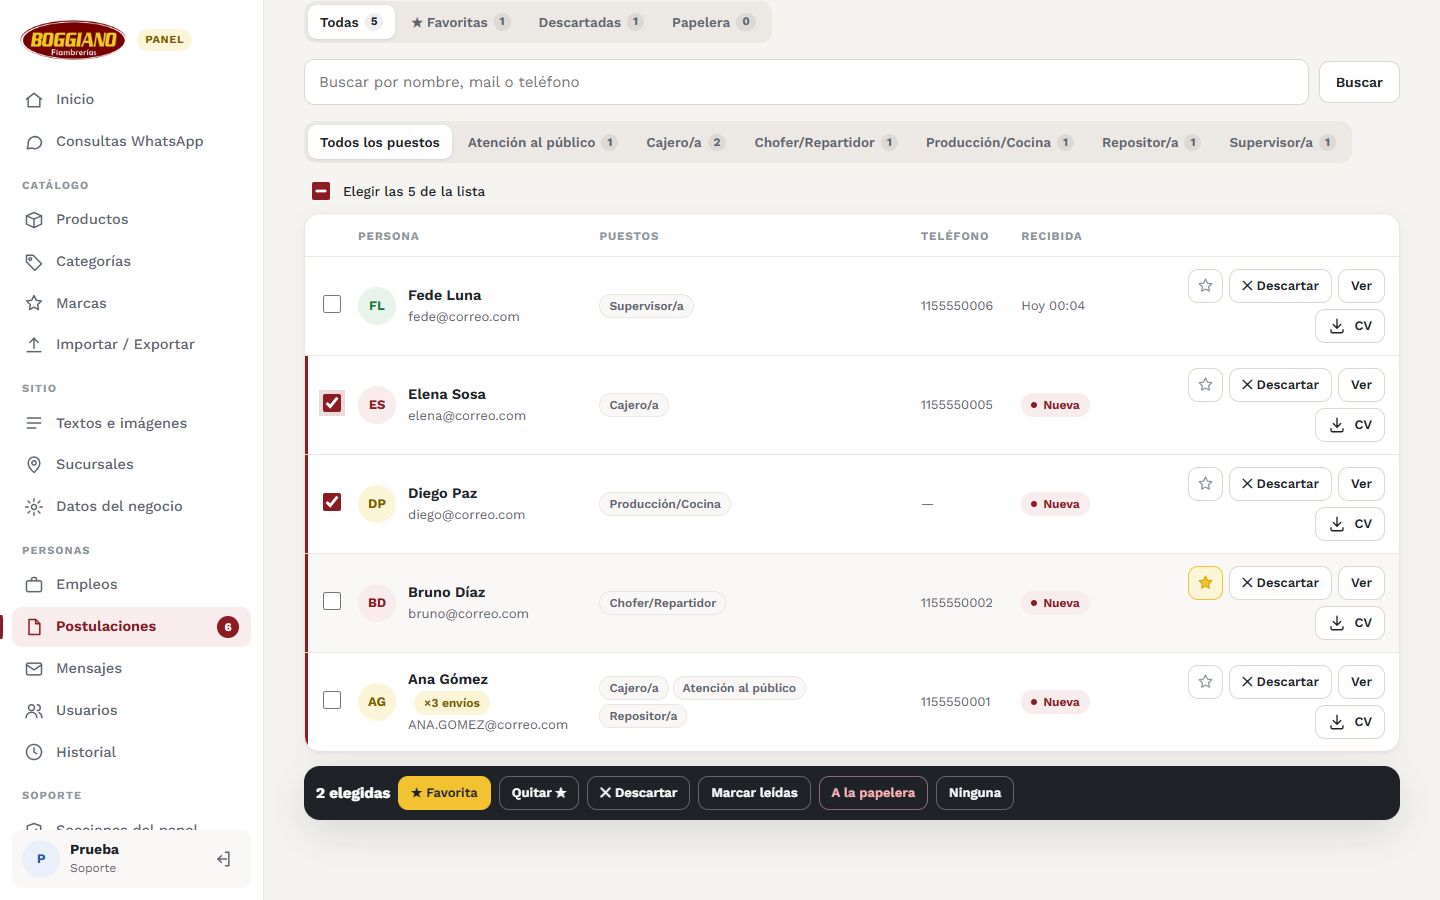 BOGGIANO
Fiambrerías
PANEL
Inicio
Consultas WhatsApp
CATÁLOGO
Productos
Categorías
Marcas
Importar / Exportar
SITIO
Textos e imágenes
Sucursales
Datos del negocio
PERSONAS
Empleos
Postulaciones 6
Mensajes
Usuarios
Historial
SOPORTE
Secciones del panel
P
Prueba
Soporte
Todas 5 ★ Favoritas 1 Descartadas 1 Papelera 0
Buscar por nombre, mail o teléfono
Buscar
Todos los puestos Atención al público 1 Cajero/a 2 Chofer/Repartidor 1 Producción/Cocina 1 Repositor/a 1 Supervisor/a 1
Elegir las 5 de la lista
PERSONA PUESTOS TELÉFONO RECIBIDA
FL
Fede Luna
fede@correo.com
Supervisor/a
1155550006
Hoy 00:04
Descartar
Ver
CV
ES
Elena Sosa
elena@correo.com
Cajero/a
1155550005
Nueva
Descartar
Ver
CV
DP
Diego Paz
diego@correo.com
Producción/Cocina
—
Nueva
Descartar
Ver
CV
BD
Bruno Díaz
bruno@correo.com
Chofer/Repartidor
1155550002
Nueva
Descartar
Ver
CV
AG
Ana Gómez
×3 envíos
ANA.GOMEZ@correo.com
Cajero/a Atención al público
Repositor/a
1155550001
Nueva
Descartar
Ver
CV
2 elegidas ★ Favorita Quitar ★ ✕ Descartar Marcar leídas A la papelera Ninguna